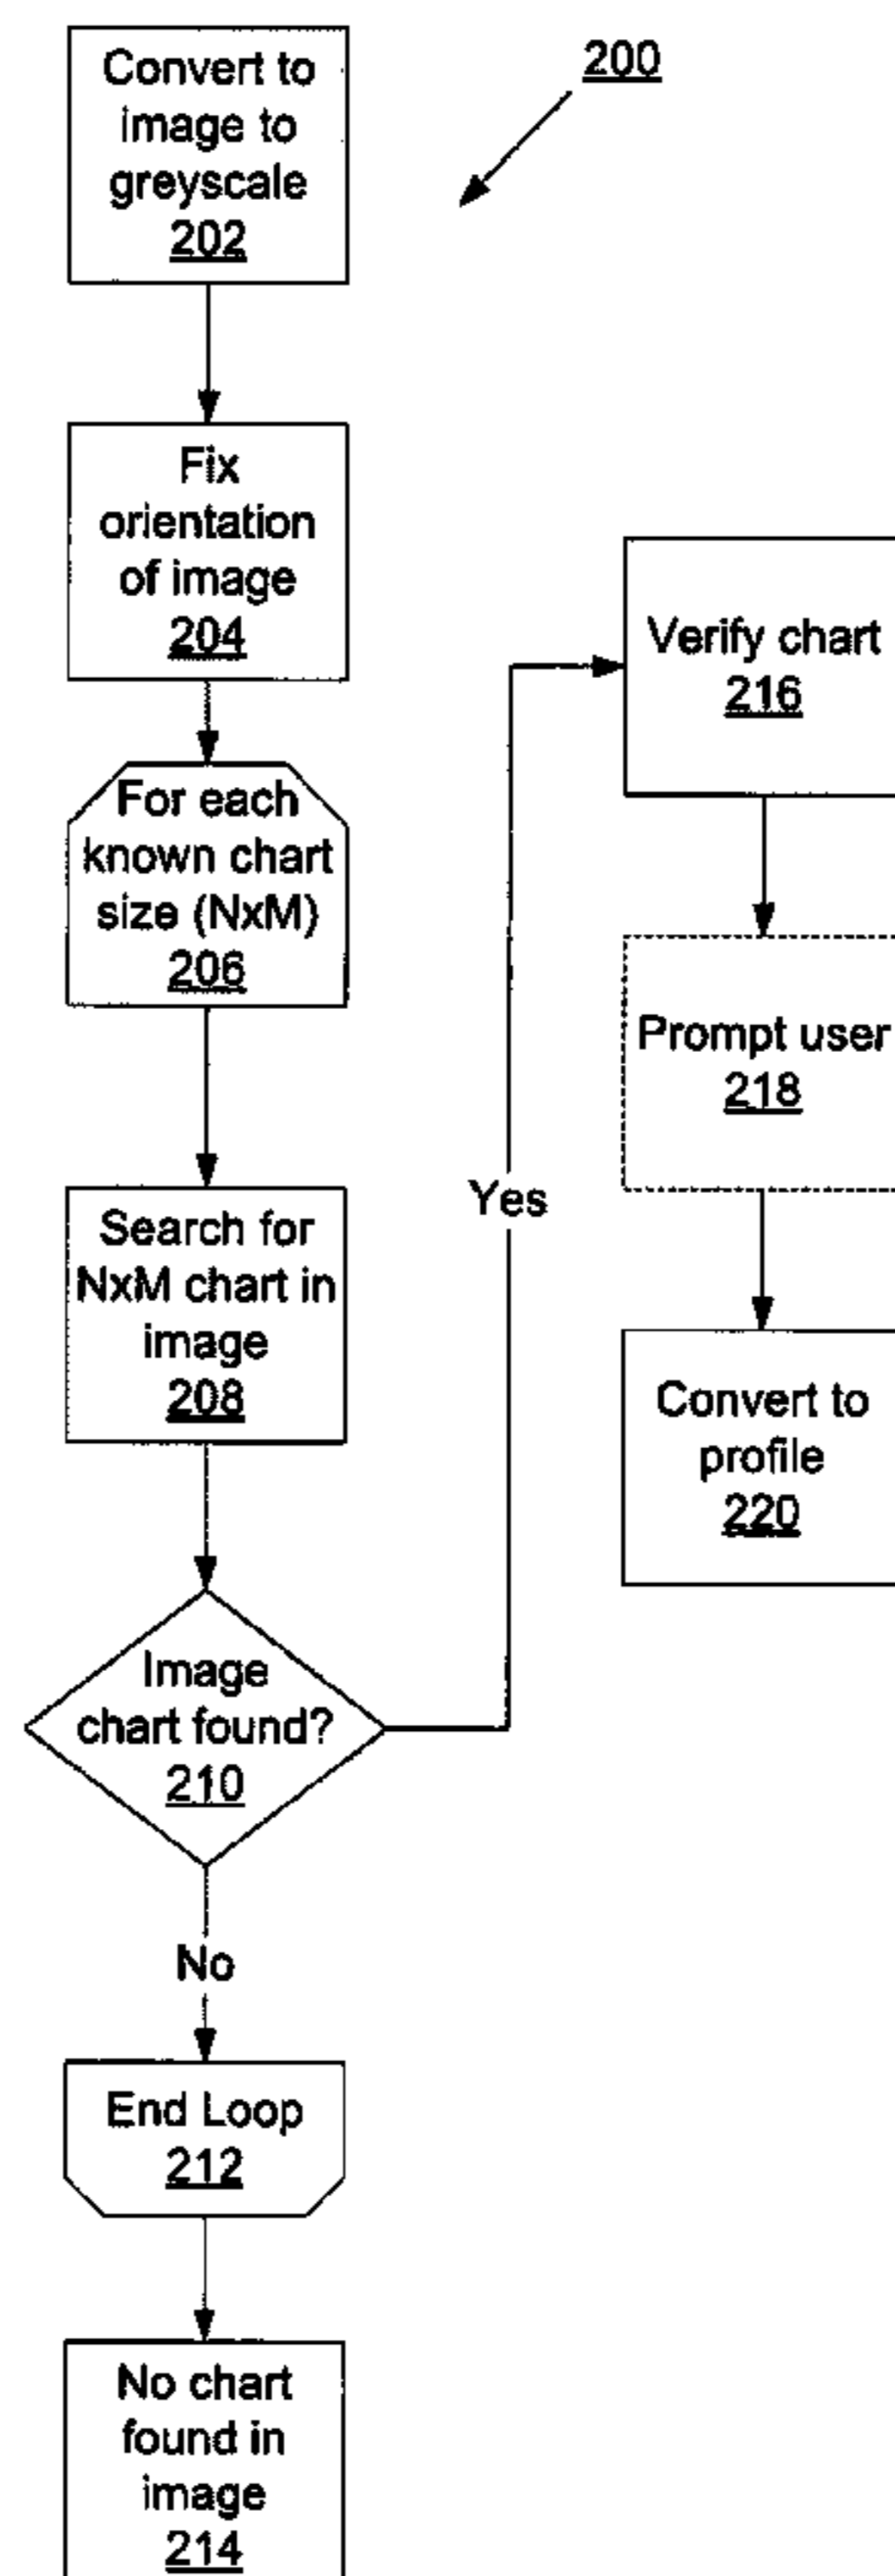 200
Convert to
image to
greyscale
202
Fix
orientation
of image
204
For each
known chart
size (NxM)
206
Search for
NxM chart in
image
208
Image
chart found?
210
No
End Loop
212
No chart
found in
image
214
Yes
Verify chart
216
Prompt user
218
Convert to
profile
220